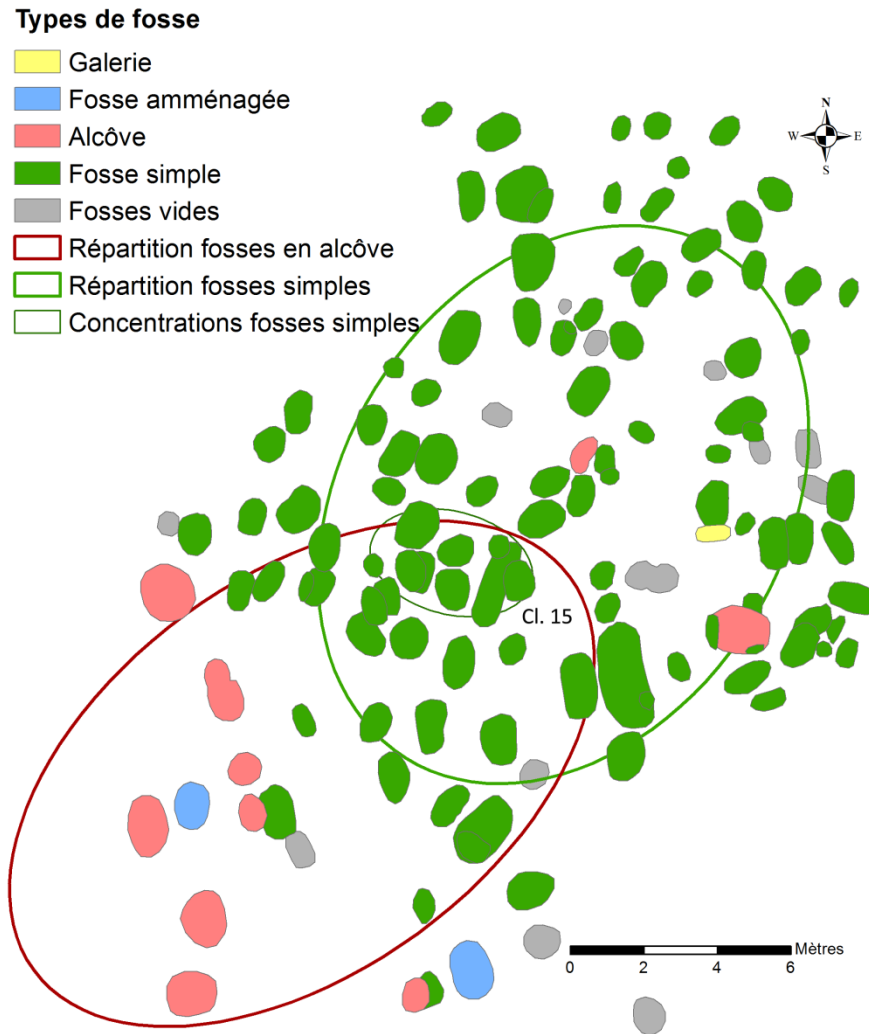 Types de fosse
Galerie
Fosse amménagée
Alcôve
Fosse simple
Fosses vides
Répartition fosses en alcôve
Répartition fosses simples
Concentrations fosses simples
N
W E
S
Cl. 15
Mètres
0 2 4 6